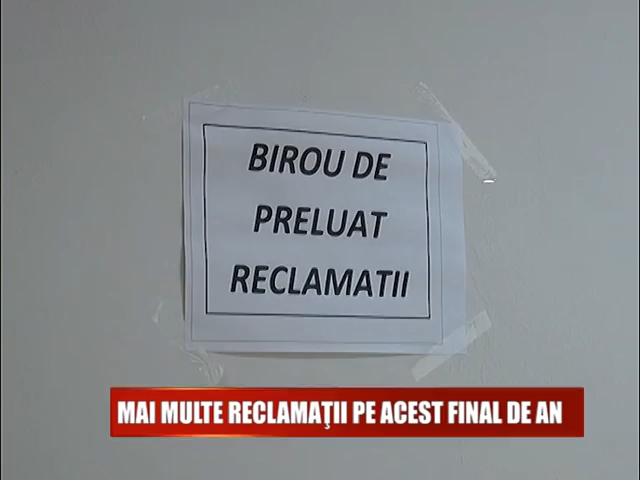 BIROU DE
PRELUAT
RECLAMATII
MAI MULTE RECLAMAŢII PE ACEST FINAL DE AN